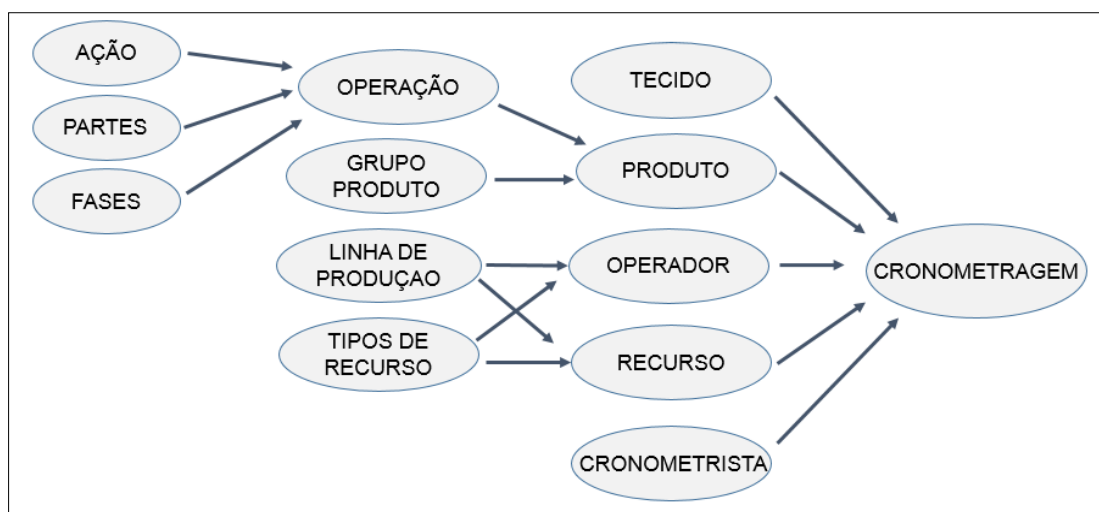 AÇÃO
PARTES
FASES
OPERAÇÃO
GRUPO
PRODUTO
LINHA DE
PRODUÇAO
TIPOS DE
RECURSO
TECIDO
PRODUTO
OPERADOR
RECURSO
CRONOMETRISTA
CRONOMETRAGEM